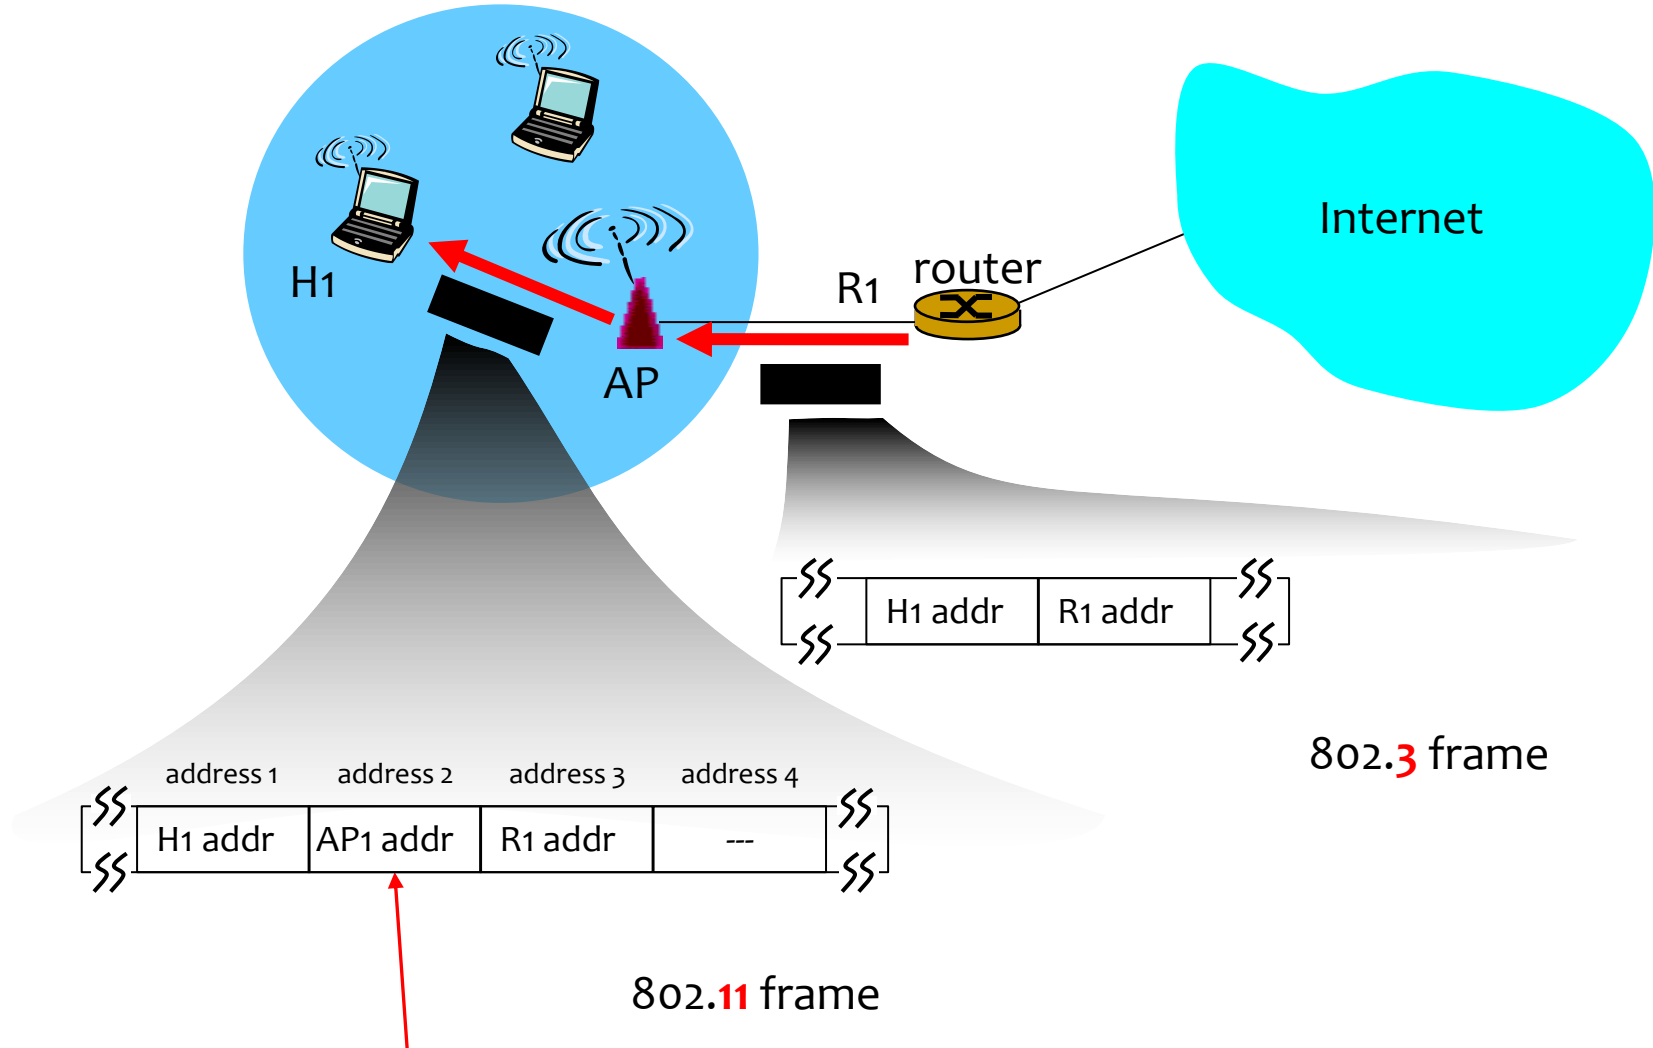 Internet
router
R1
H1
AP
H1 addr R1 addr
802.3 frame
address 1 address 2 address 3 address 4
H1 addr AP1 addr R1 addr ---
802.11 frame